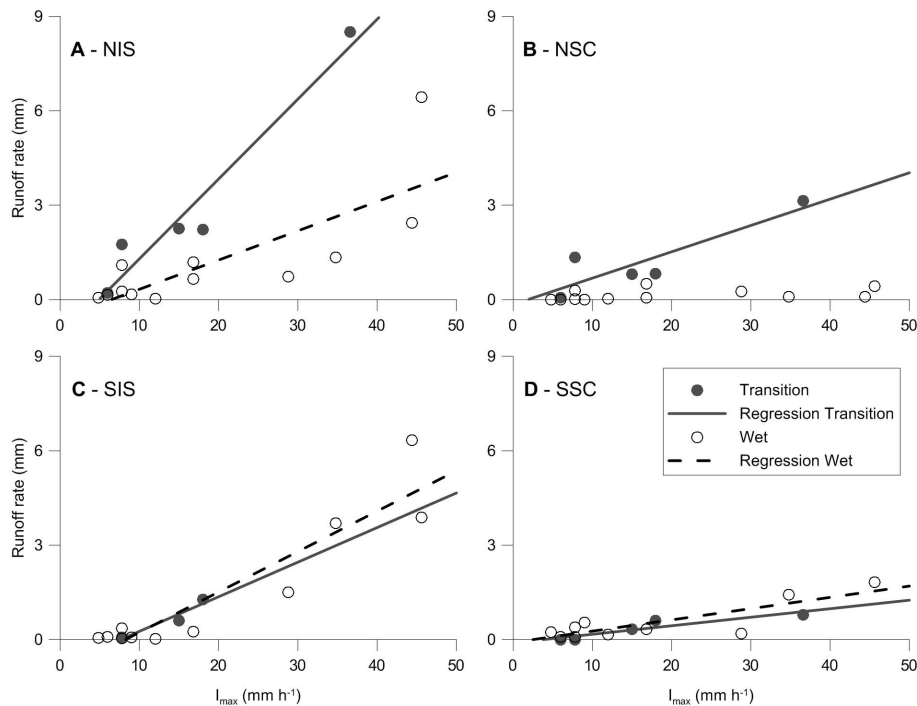 A - NIS
B - NSC
9
6
3
0
Runoff rate (mm)
0 10 20 30 40 50
9
6
3
0
0 10 20 30 40 50
C - SIS
D - SSC
9
6
3
0
Runoff rate (mm)
0 10 20 30 40 50
Imax (mm h-1)
9
6
3
0
Transition
Regression Transition
Wet
Regression Wet
0 10 20 30 40 50
Imax (mm h-1)